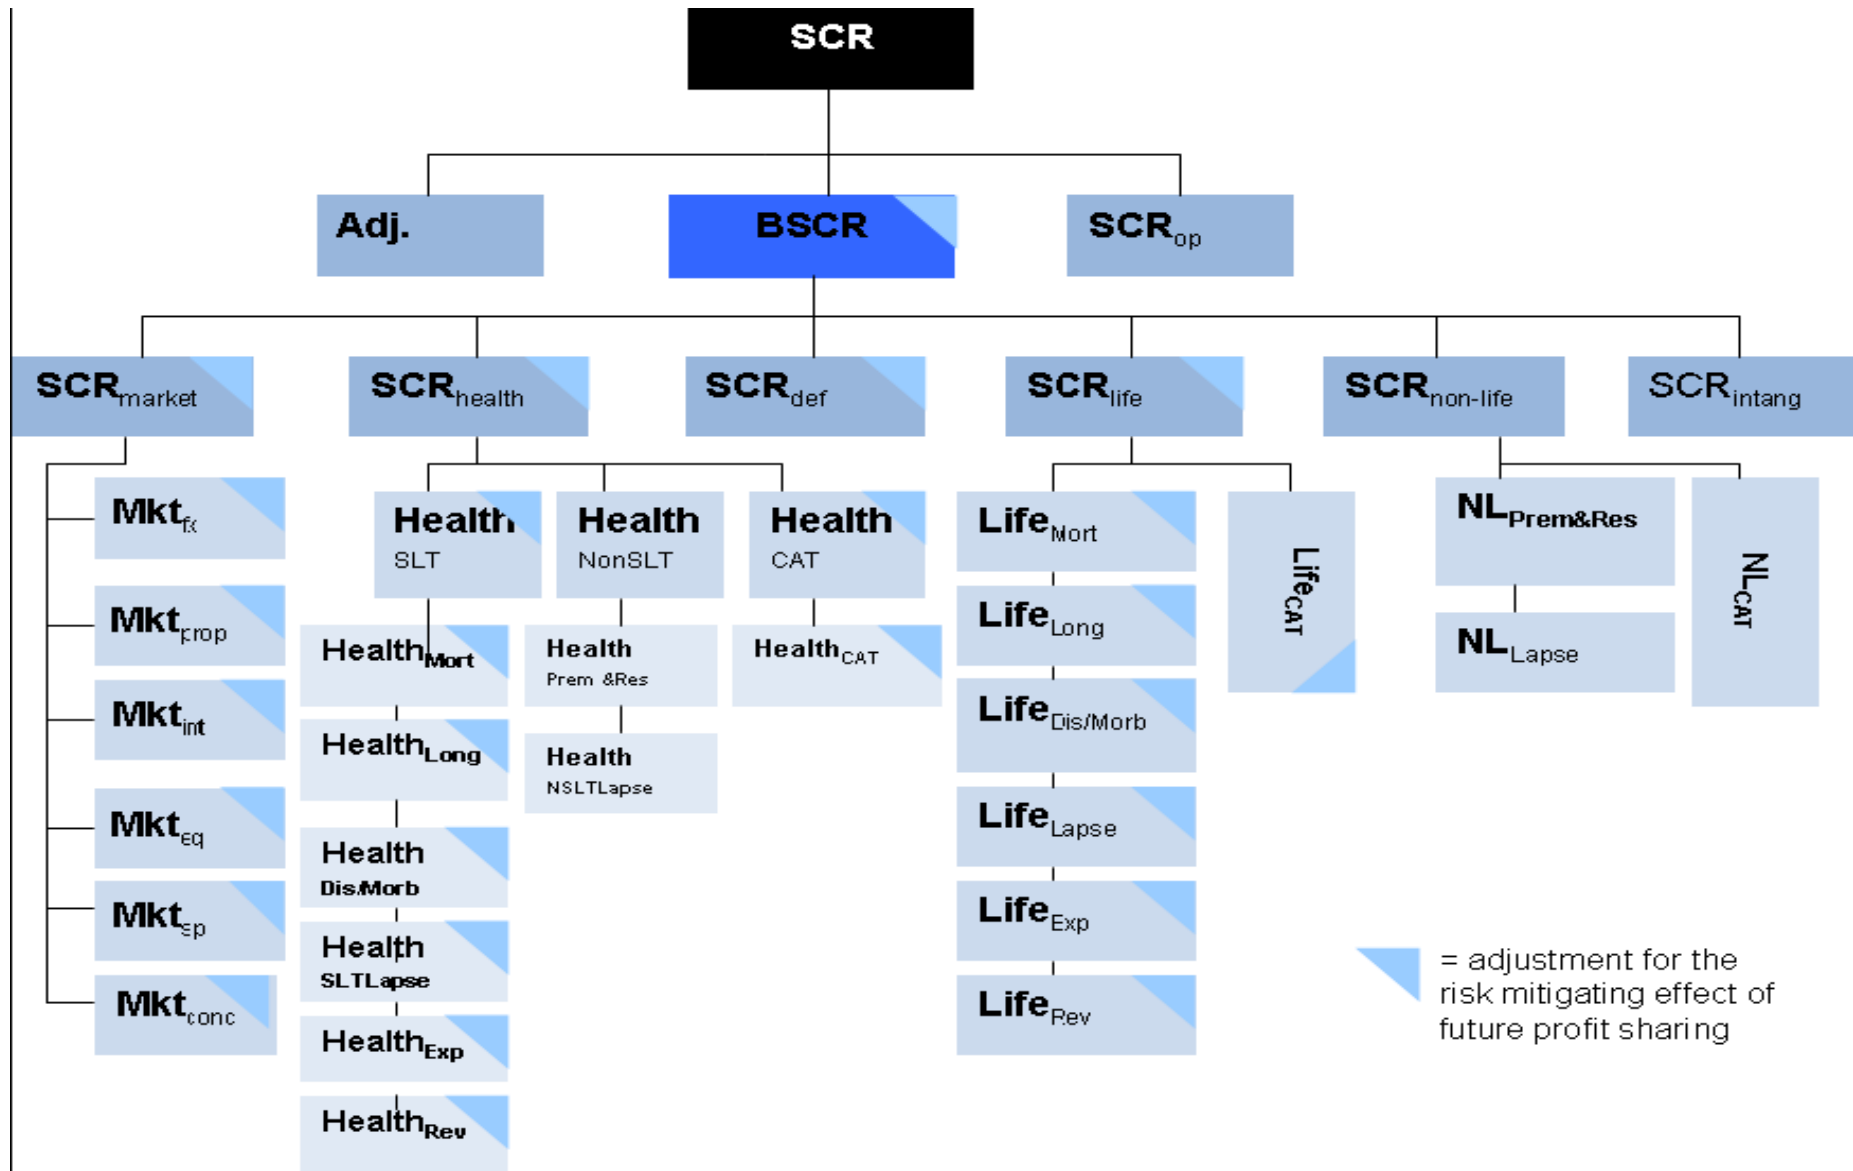 SCR
Adj.
BSCR
SCRop
SCRmarket
SCRhealth
SCRdef
SCRlife
SCRnon-life
SCRintang
Mktfx
Mktprop
Mktint
Mkteq
Mktsp
Mktconc
Health
SLT
Health
NonSLT
Health
CAT
HealthMort
HealthLong
Health
Dis/Morb
Health
SLTLapse
HealthExp
HealthRev
Health
Prem &Res
Health
NSLTLapse
HealthCAT
LifeMort
LifeLong
LifeDis/Morb
LifeLapse
LifeExp
LifeRev
LifeCAT
NLPrem&Res
NLLapse
NLCAT
= adjustment for the
risk mitigating effect of
future profit sharing